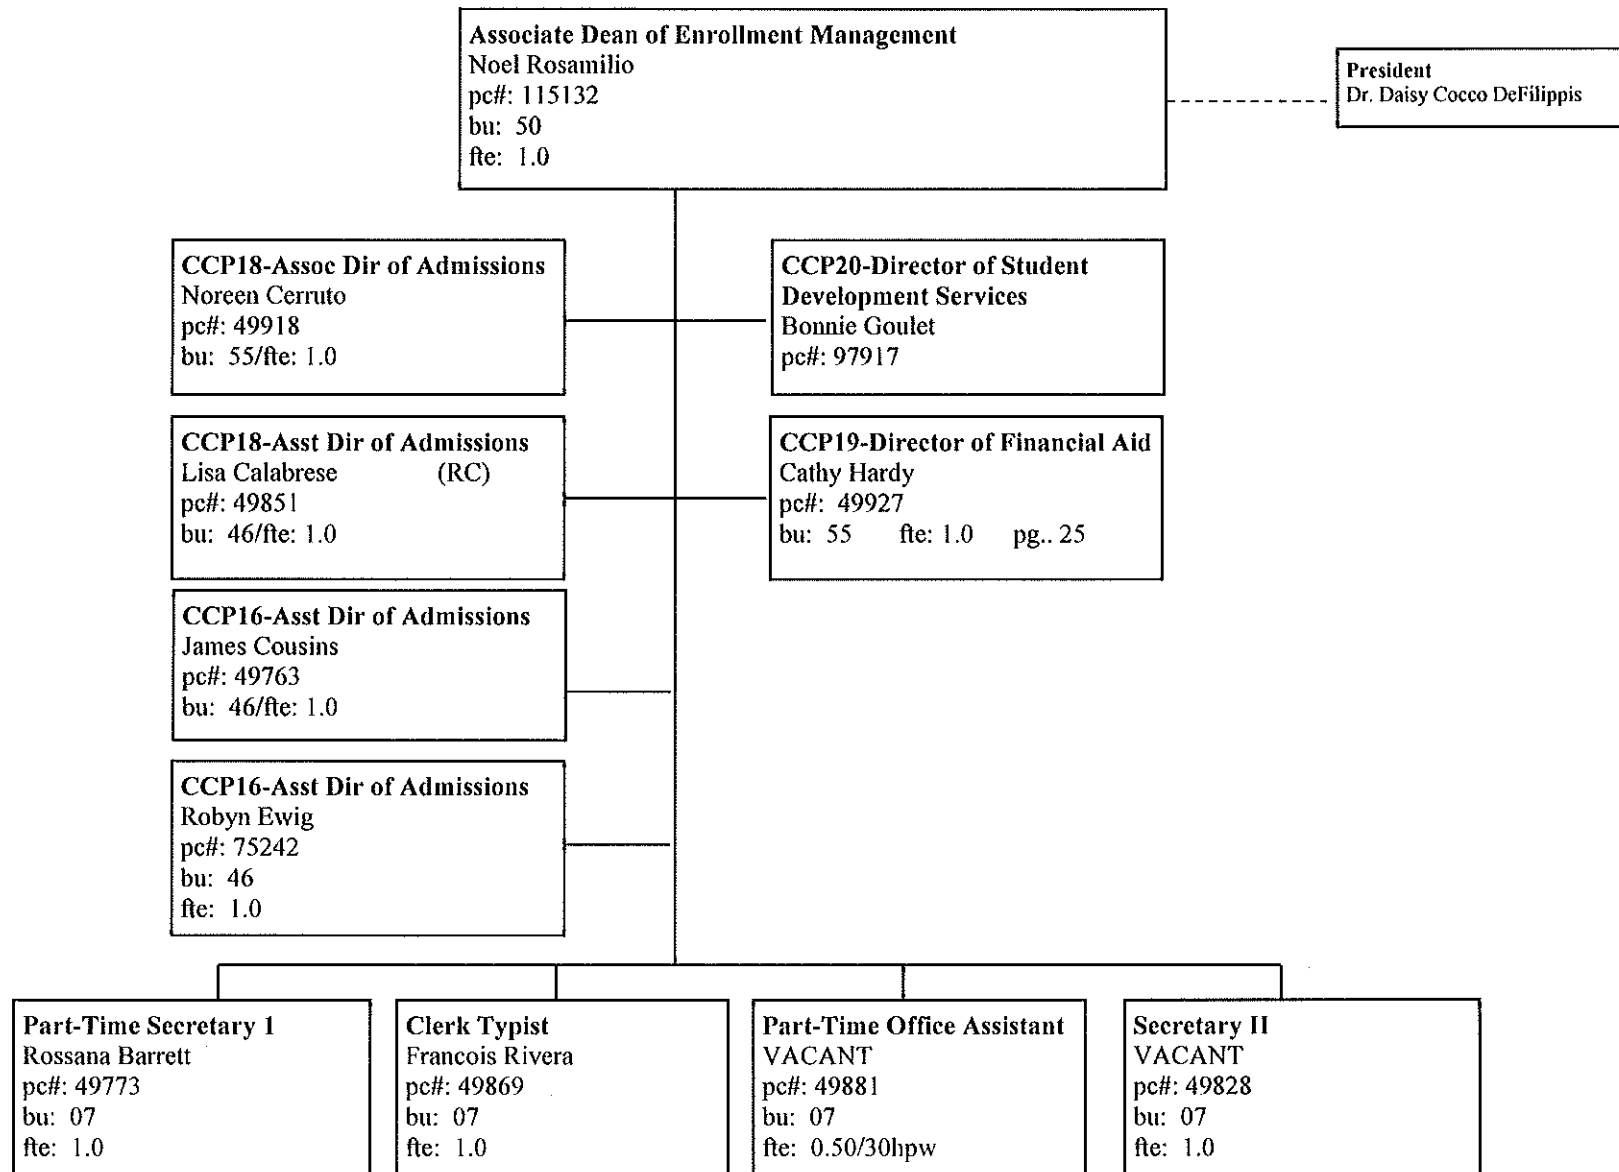 Associate Dean of Enrollment Management
Noel Rosamilio
pc#: 115132
bu: 50
fte: 1.0
President
Dr. Daisy Cocco DeFilippis
CCP18-Assoc Dir of Admissions
Noreen Cerruto
pc#: 49918
bu: 55/fte: 1.0
CCP20-Director of Student
Development Services
Bonnie Goulet
pc#: 97917
CCP18-Asst Dir of Admissions
Lisa Calabrese (RC)
pc#: 49851
bu: 46/fte: 1.0
CCP19-Director of Financial Aid
Cathy Hardy
pc#: 49927
bu: 55 fte: 1.0 pg.. 25
CCP16-Asst Dir of Admissions
James Cousins
pc#: 49763
bu: 46/fte: 1.0
CCP16-Asst Dir of Admissions
Robyn Ewig
pc#: 75242
bu: 46
fte: 1.0
Part-Time Secretary 1
Rossana Barrett
pc#: 49773
bu: 07
fte: 1.0
Clerk Typist
Francois Rivera
pc#: 49869
bu: 07
fte: 1.0
Part-Time Office Assistant
VACANT
pc#: 49881
bu: 07
fte: 0.50/30hpw
Secretary II
VACANT
pc#: 49828
bu: 07
fte: 1.0